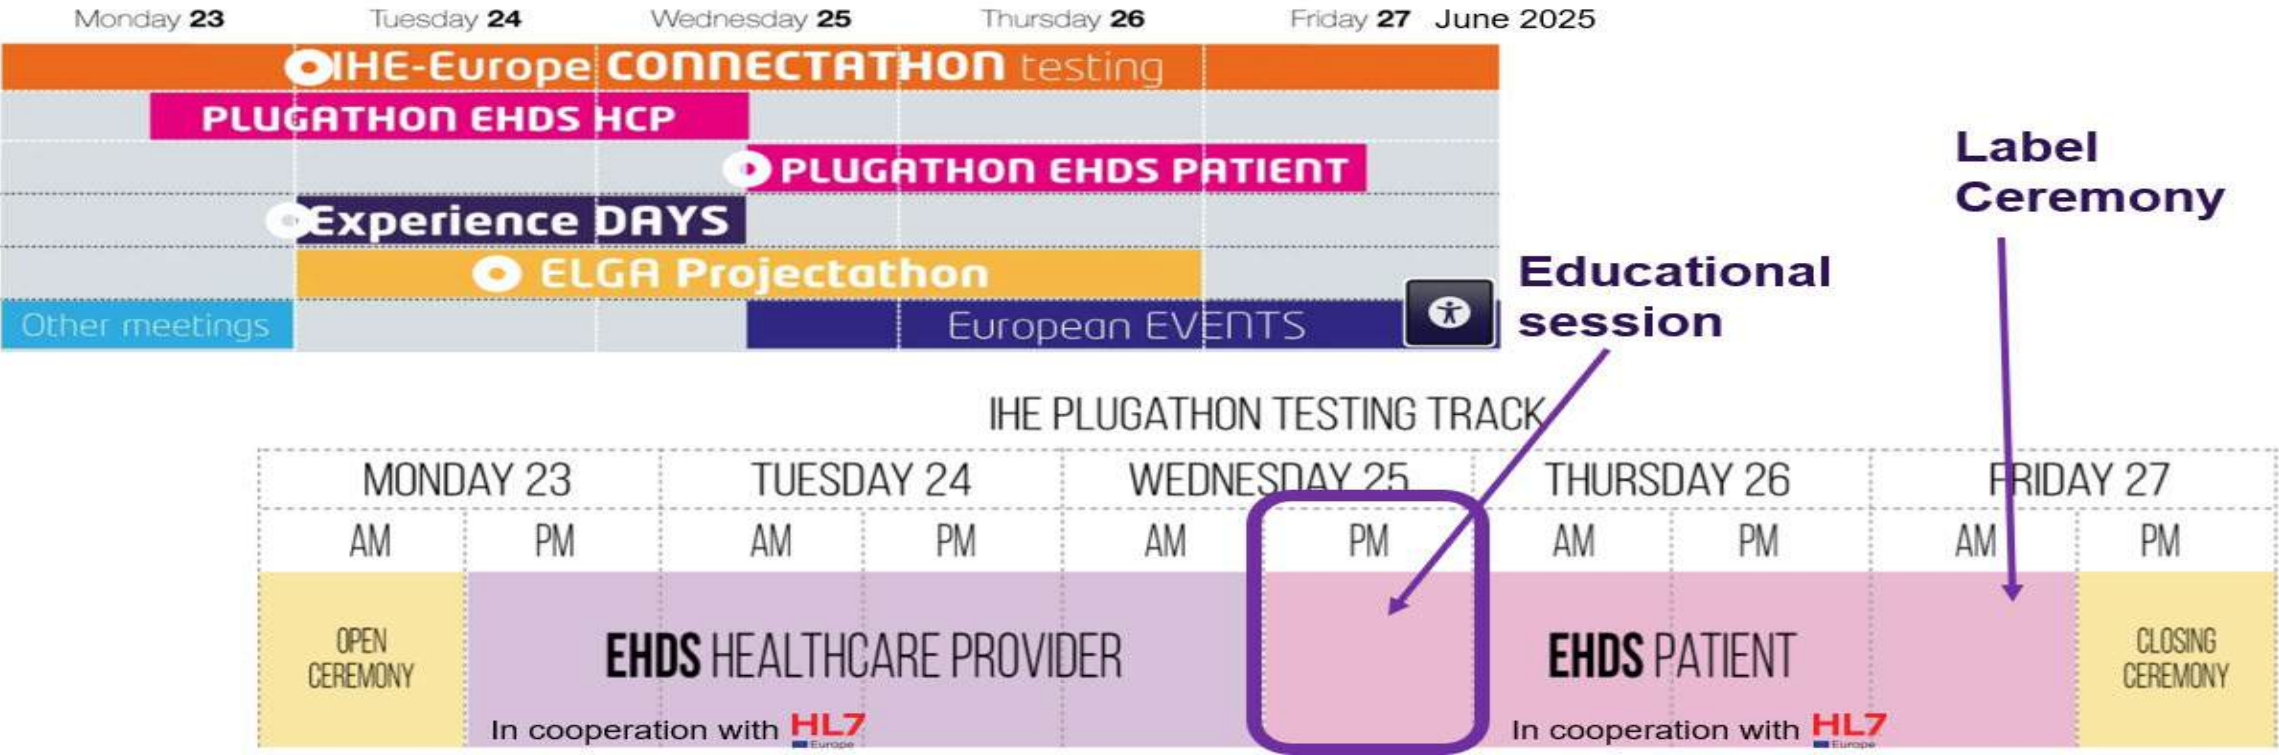 Monday 23 Tuesday 24 Wednesday 25 Thursday 26 Friday 27 June 2025
IHE-Europe CONNECTATHON testing
PLUGATHON EHDS HCP
PLUGATHON EHDS PATIENT
Experience DAYS
ELGA Projectathon
Other meetings European EVENTS
Label
Ceremony
Educational
session
IHE PLUGATHON TESTING TRACK
MONDAY 23 TUESDAY 24 WEDNESDAY 25 THURSDAY 26 FRIDAY 27
AM PM AM PM AM PM AM PM AM PM
OPEN
CEREMONY
EHDS HEALTHCARE PROVIDER
EHDS PATIENT
CLOSING
CEREMONY
In cooperation with HL7
Europe
In cooperation with HL7
Europe